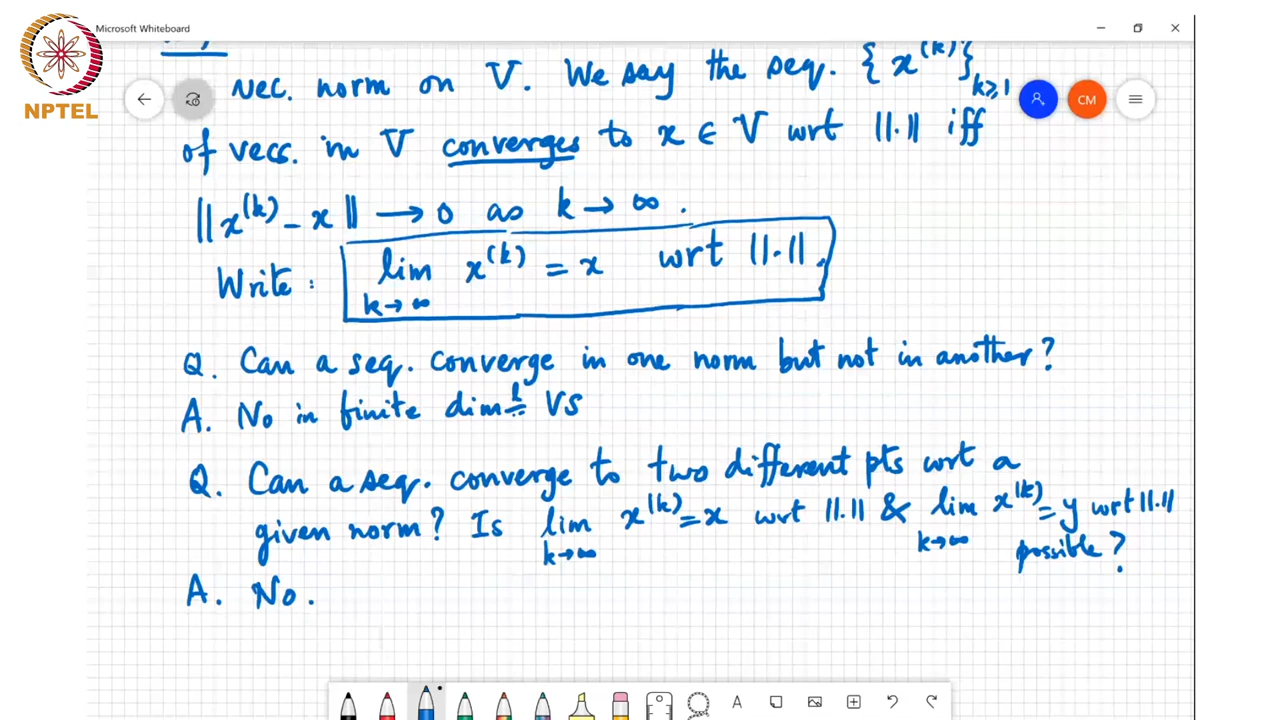 Microsoft Whiteboard
NPTEL
vec. norm on V. We say the seq. {x^(k)}_{k≥1}
CM
of vecs. in V converges to x ∈ V wrt ||.|| iff
||x^(k) - x|| → 0 as k → ∞.
Write: lim_{k→∞} x^(k) = x wrt ||.||.
Q. Can a seq. converge in one norm but not in another?
A. No in finite dim^l VS
Q. Can a seq. converge to two different pts wrt a
given norm? Is lim_{k→∞} x^(k) = x wrt ||.|| & lim_{k→∞} x^(k) = y wrt ||.||
possible?
A. No.
A